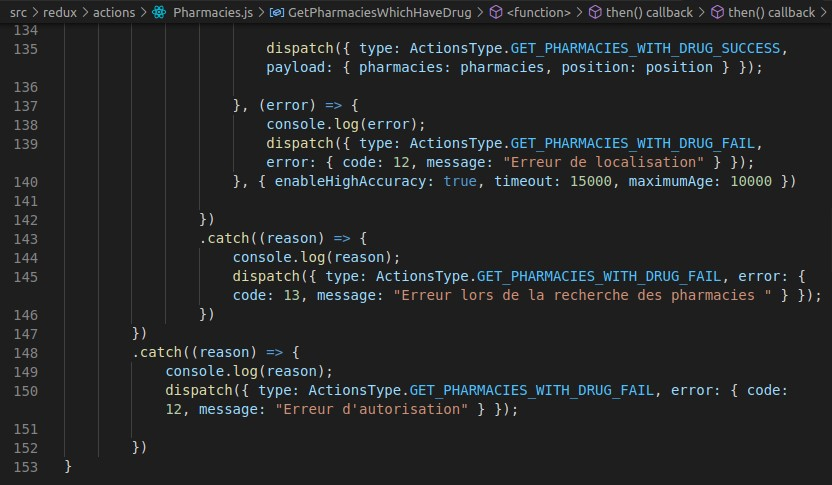 src > redux > actions > Pharmacies.js > GetPharmaciesWhichHaveDrug > <function> > then() callback > then() callback >
134
135 dispatch({ type: ActionsType.GET_PHARMACIES_WITH_DRUG_SUCCESS,
payload: { pharmacies: pharmacies, position: position } });
136
137 }, (error) => {
138 console.log(error);
139 dispatch({ type: ActionsType.GET_PHARMACIES_WITH_DRUG_FAIL,
error: { code: 12, message: "Erreur de localisation" } });
140 }, { enableHighAccuracy: true, timeout: 15000, maximumAge: 10000 })
141
142 })
143 .catch((reason) => {
144 console.log(reason);
145 dispatch({ type: ActionsType.GET_PHARMACIES_WITH_DRUG_FAIL, error: {
code: 13, message: "Erreur lors de la recherche des pharmacies " } });
146 })
147 })
148 .catch((reason) => {
149 console.log(reason);
150 dispatch({ type: ActionsType.GET_PHARMACIES_WITH_DRUG_FAIL, error: { code:
12, message: "Erreur d'autorisation" } });
151
152 })
153 }